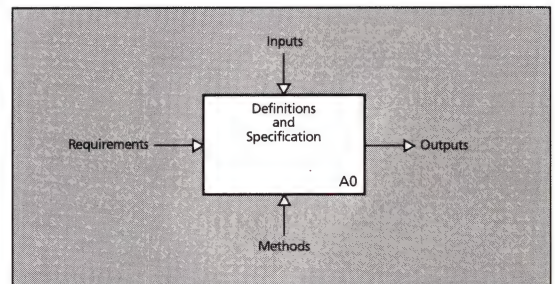 Inputs
Definitions
and
Specification
Requirements
Outputs
A0
Methods